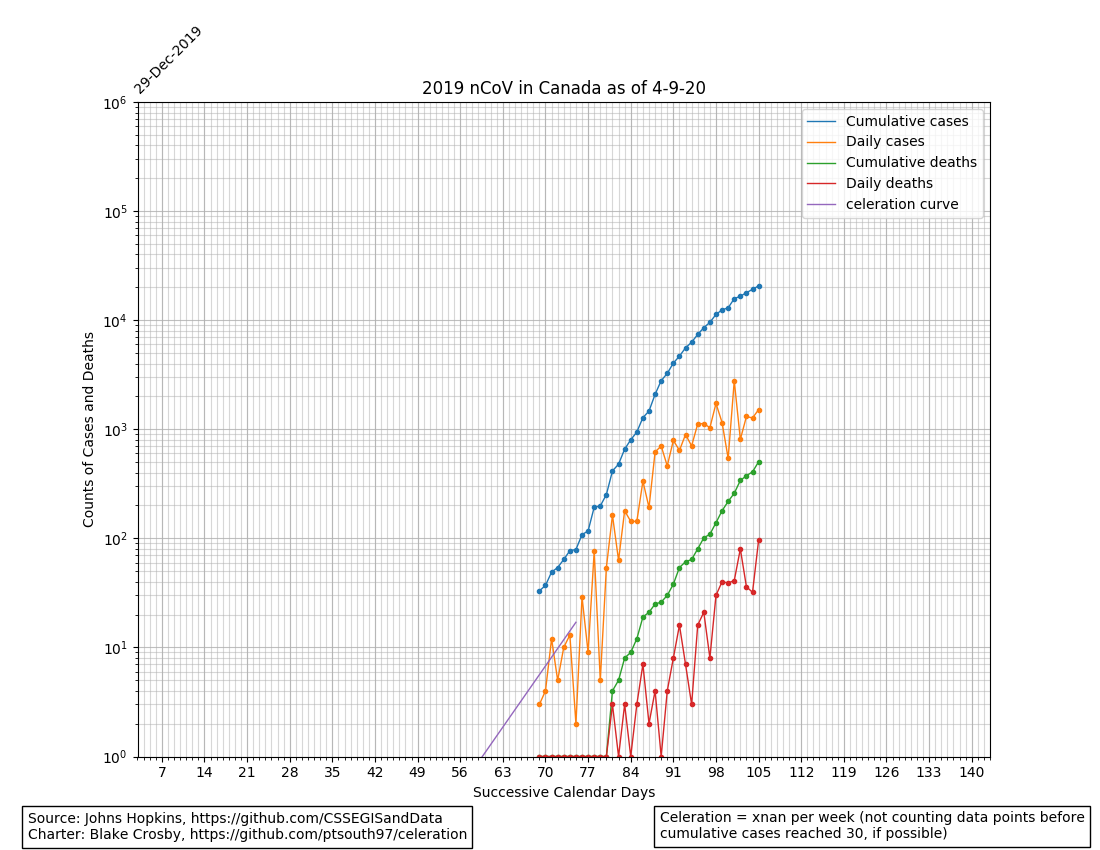 29-Dec-2019
2019 nCoV in Canada as of 4-9-20
10^6
10^5
10^4
10^3
10^2
10^1
10^0
Counts of Cases and Deaths
Cumulative cases
Daily cases
Cumulative deaths
Daily deaths
celeration curve
7 14 21 28 35 42 49 56 63 70 77 84 91 98 105 112 119 126 133 140
Successive Calendar Days
Source: Johns Hopkins, https://github.com/CSSEGISandData
Charter: Blake Crosby, https://github.com/ptsouth97/celeration
Celeration = xnan per week (not counting data points before
cumulative cases reached 30, if possible)